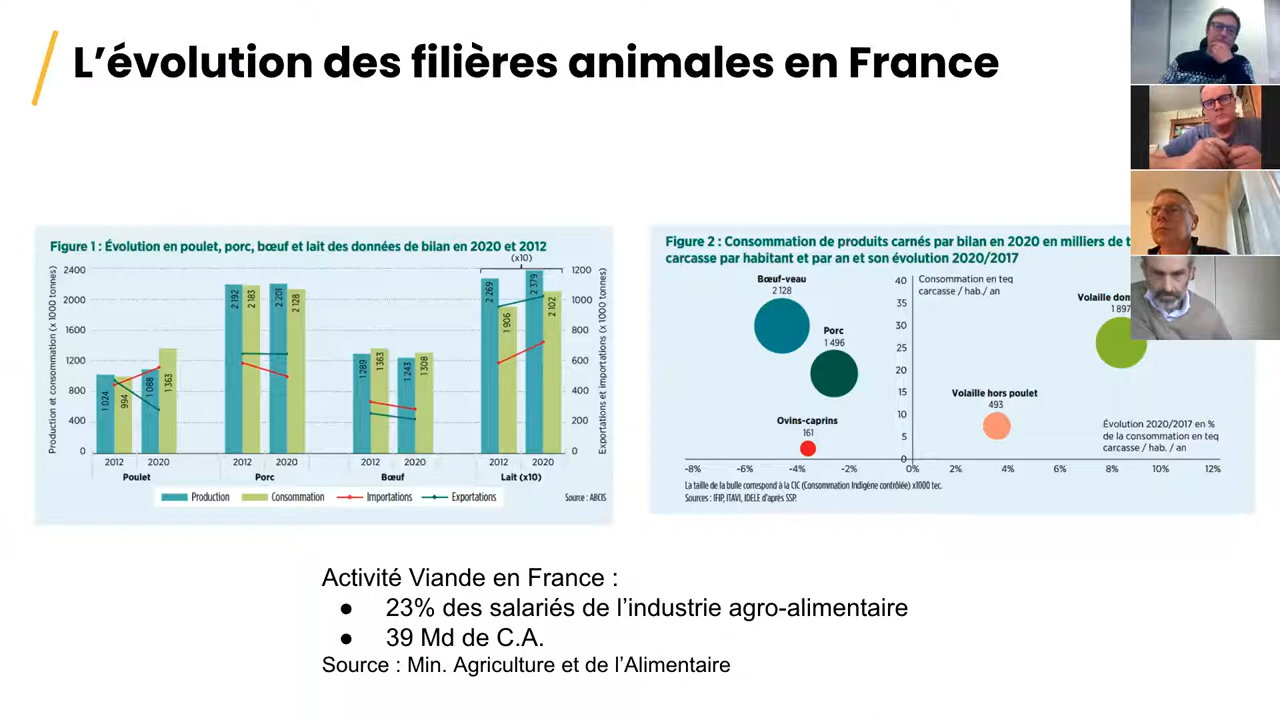 L’évolution des filières animales en France
Figure 1 : Évolution en poulet, porc, bœuf et lait des données de bilan en 2020 et 2012
(x10)
Production et consommation (x 1000 tonnes)
2400
2000
1600
1200
800
400
0
1 024
994
1 088
1 363
2 192
2 183
2 201
2 128
1 289
1 363
1 243
1 308
2 269
1 906
2 379
2 102
1200
1000
800
600
400
200
0
Exportations et importations (x 1000 tonnes)
2012 2020 2012 2020 2012 2020 2012 2020
Poulet Porc Bœuf Lait (x10)
Production Consommation Importations Exportations Source : ABCIS
Figure 2 : Consommation de produits carnés par bilan en 2020 en milliers de t
carcasse par habitant et par an et son évolution 2020/2017
Bœuf-veau
2 128
Porc
1 496
Ovins-caprins
161
40
35
30
25
20
15
10
5
0
Consommation en teq
carcasse / hab./ an
Volaille
1 897
Volaille hors poulet
493
Évolution 2020/2017 en %
de la consommation en teq
carcasse / hab. / an
-8% -6% -4% -2% 0% 2% 4% 6% 8% 10% 12%
La taille de la bulle correspond à la CIC (Consommation Indigène contrôlée) x1000 tec.
Sources : IFIP, ITAVI, IDELE d’après SSP.
Activité Viande en France :
● 23% des salariés de l’industrie agro-alimentaire
● 39 Md de C.A.
Source : Min. Agriculture et de l’Alimentaire